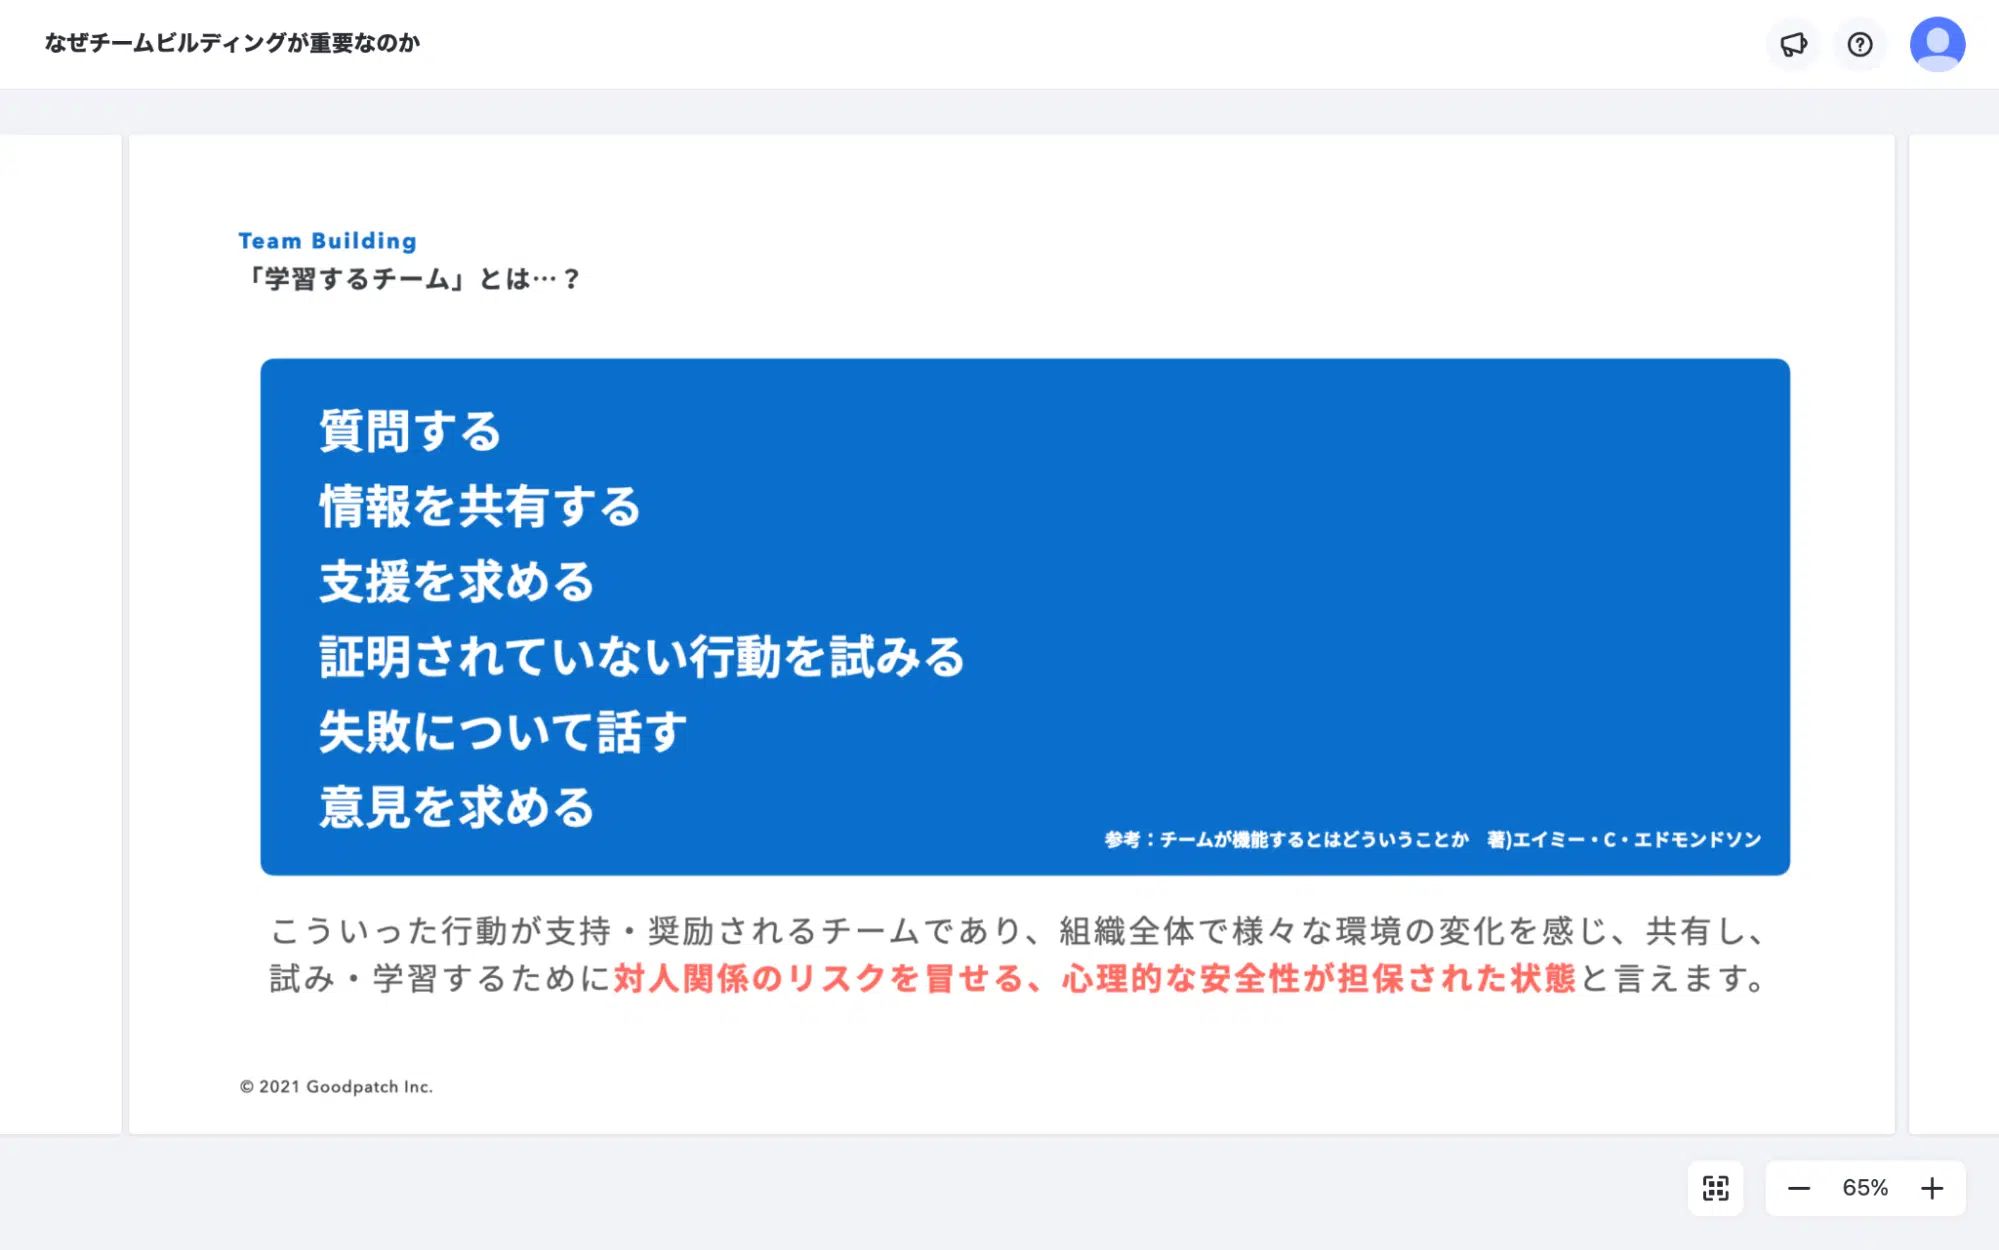 なぜチームビルディングが重要なのか
Team Building
「学習するチーム」とは…？
質問する
情報を共有する
支援を求める
証明されていない行動を試みる
失敗について話す
意見を求める
参考：チームが機能するとはどういうことか　著)エイミー・C・エドモンドソン
こういった行動が支持・奨励されるチームであり、組織全体で様々な環境の変化を感じ、共有し、
試み・学習するために対人関係のリスクを冒せる、心理的な安全性が担保された状態と言えます。
© 2021 Goodpatch Inc.
65%